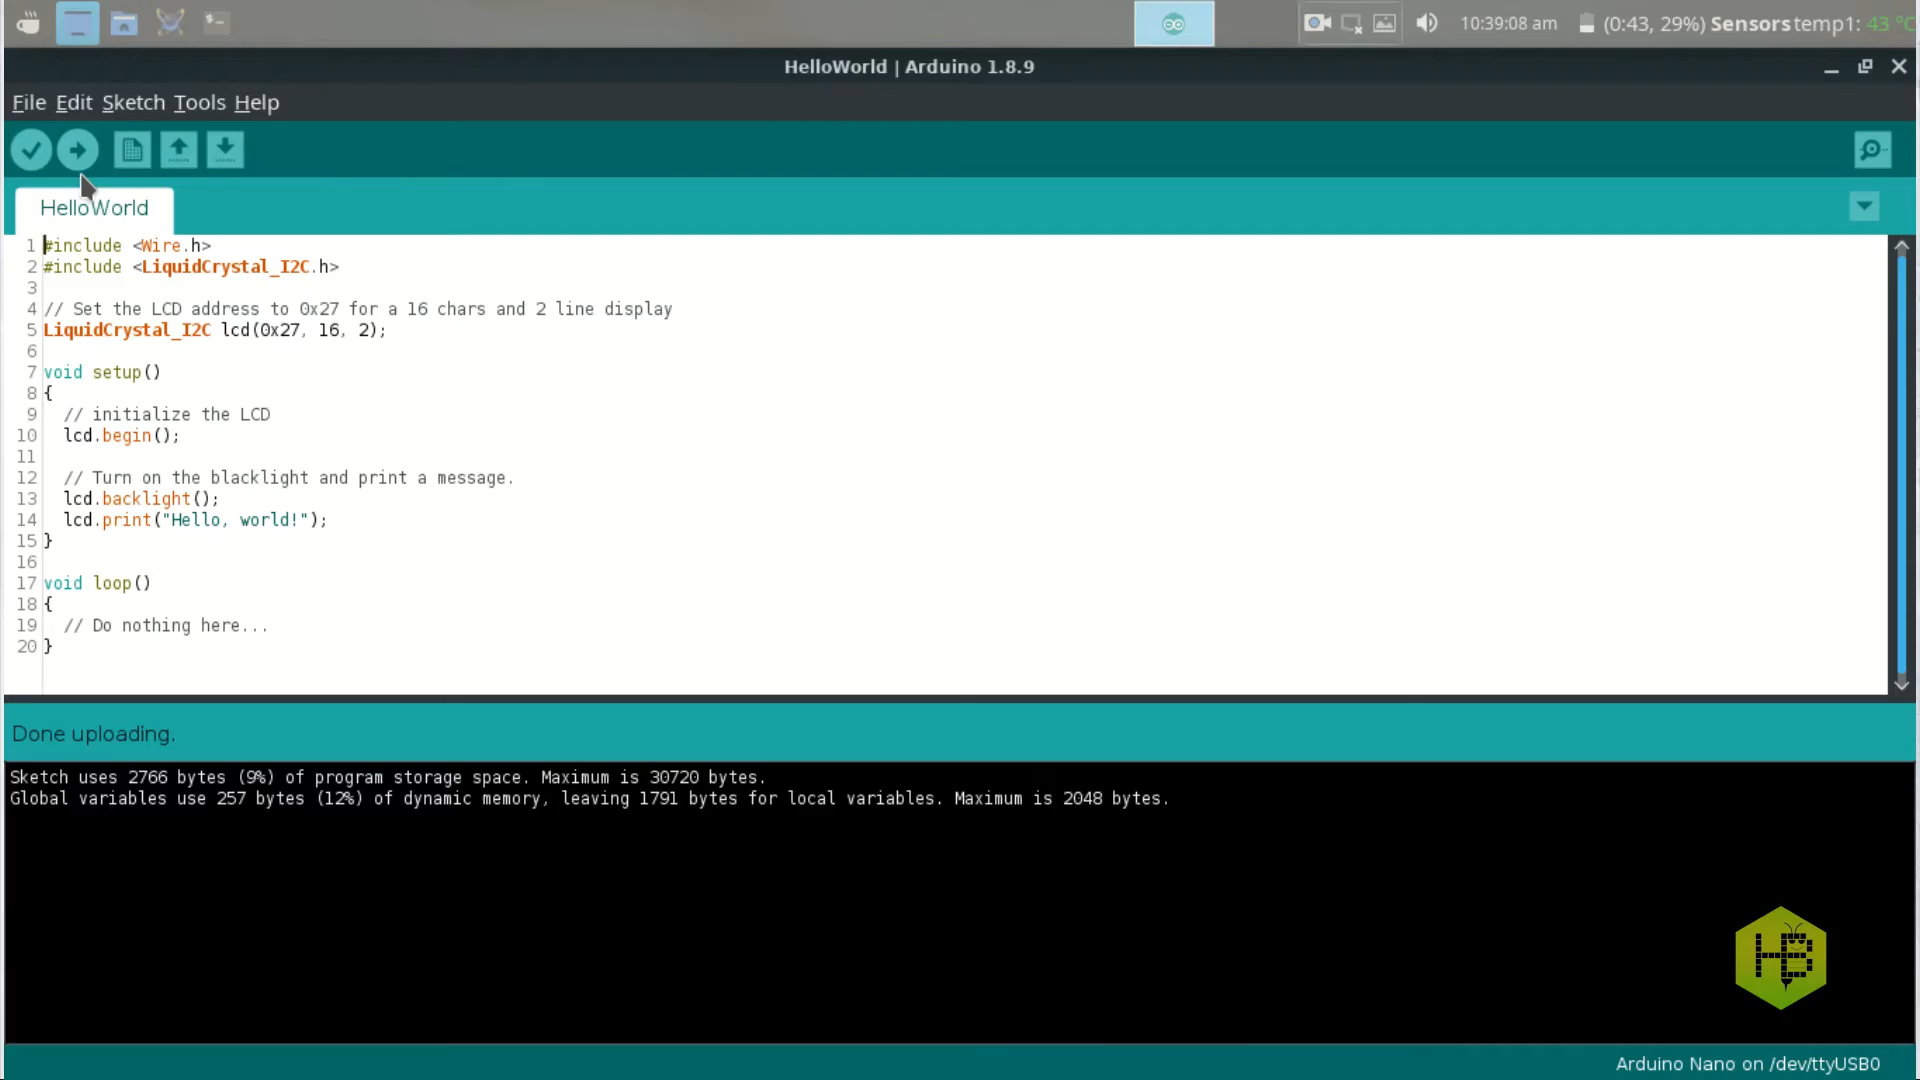 10:39:08 am (0:43, 29%) Sensors temp1: 43 °C
HelloWorld | Arduino 1.8.9
File Edit Sketch Tools Help
HelloWorld
1 #include <Wire.h>
2 #include <LiquidCrystal_I2C.h>
3
4 // Set the LCD address to 0x27 for a 16 chars and 2 line display
5 LiquidCrystal_I2C lcd(0x27, 16, 2);
6
7 void setup()
8 {
9 // initialize the LCD
10 lcd.begin();
11
12 // Turn on the blacklight and print a message.
13 lcd.backlight();
14 lcd.print("Hello, world!");
15 }
16
17 void loop()
18 {
19 // Do nothing here...
20 }
Done uploading.
Sketch uses 2766 bytes (9%) of program storage space. Maximum is 30720 bytes.
Global variables use 257 bytes (12%) of dynamic memory, leaving 1791 bytes for local variables. Maximum is 2048 bytes.
HB
Arduino Nano on /dev/ttyUSB0